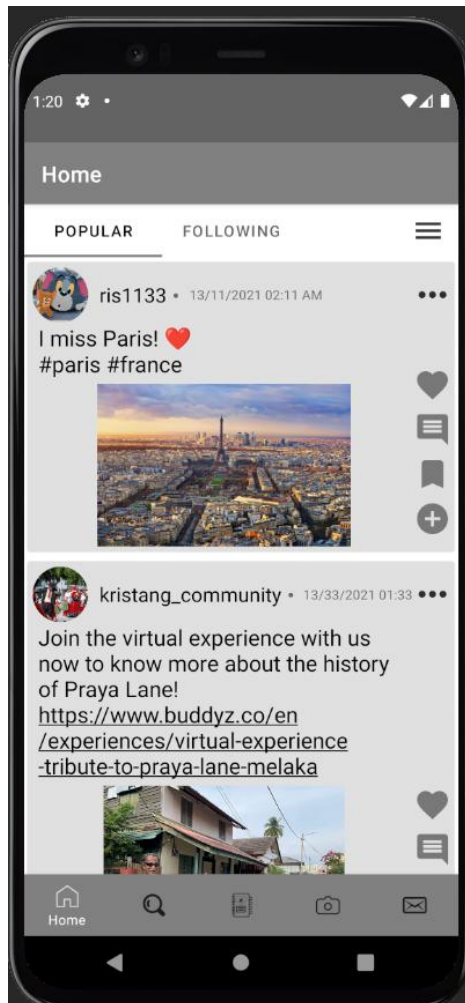 1:20
Home
POPULAR FOLLOWING
ris1133 • 13/11/2021 02:11 AM
I miss Paris! ❤️
#paris #france
kristang_community • 13/33/2021 01:33
Join the virtual experience with us
now to know more about the history
of Praya Lane!
https://www.buddyz.co/en
/experiences/virtual-experience
-tribute-to-praya-lane-melaka
Home